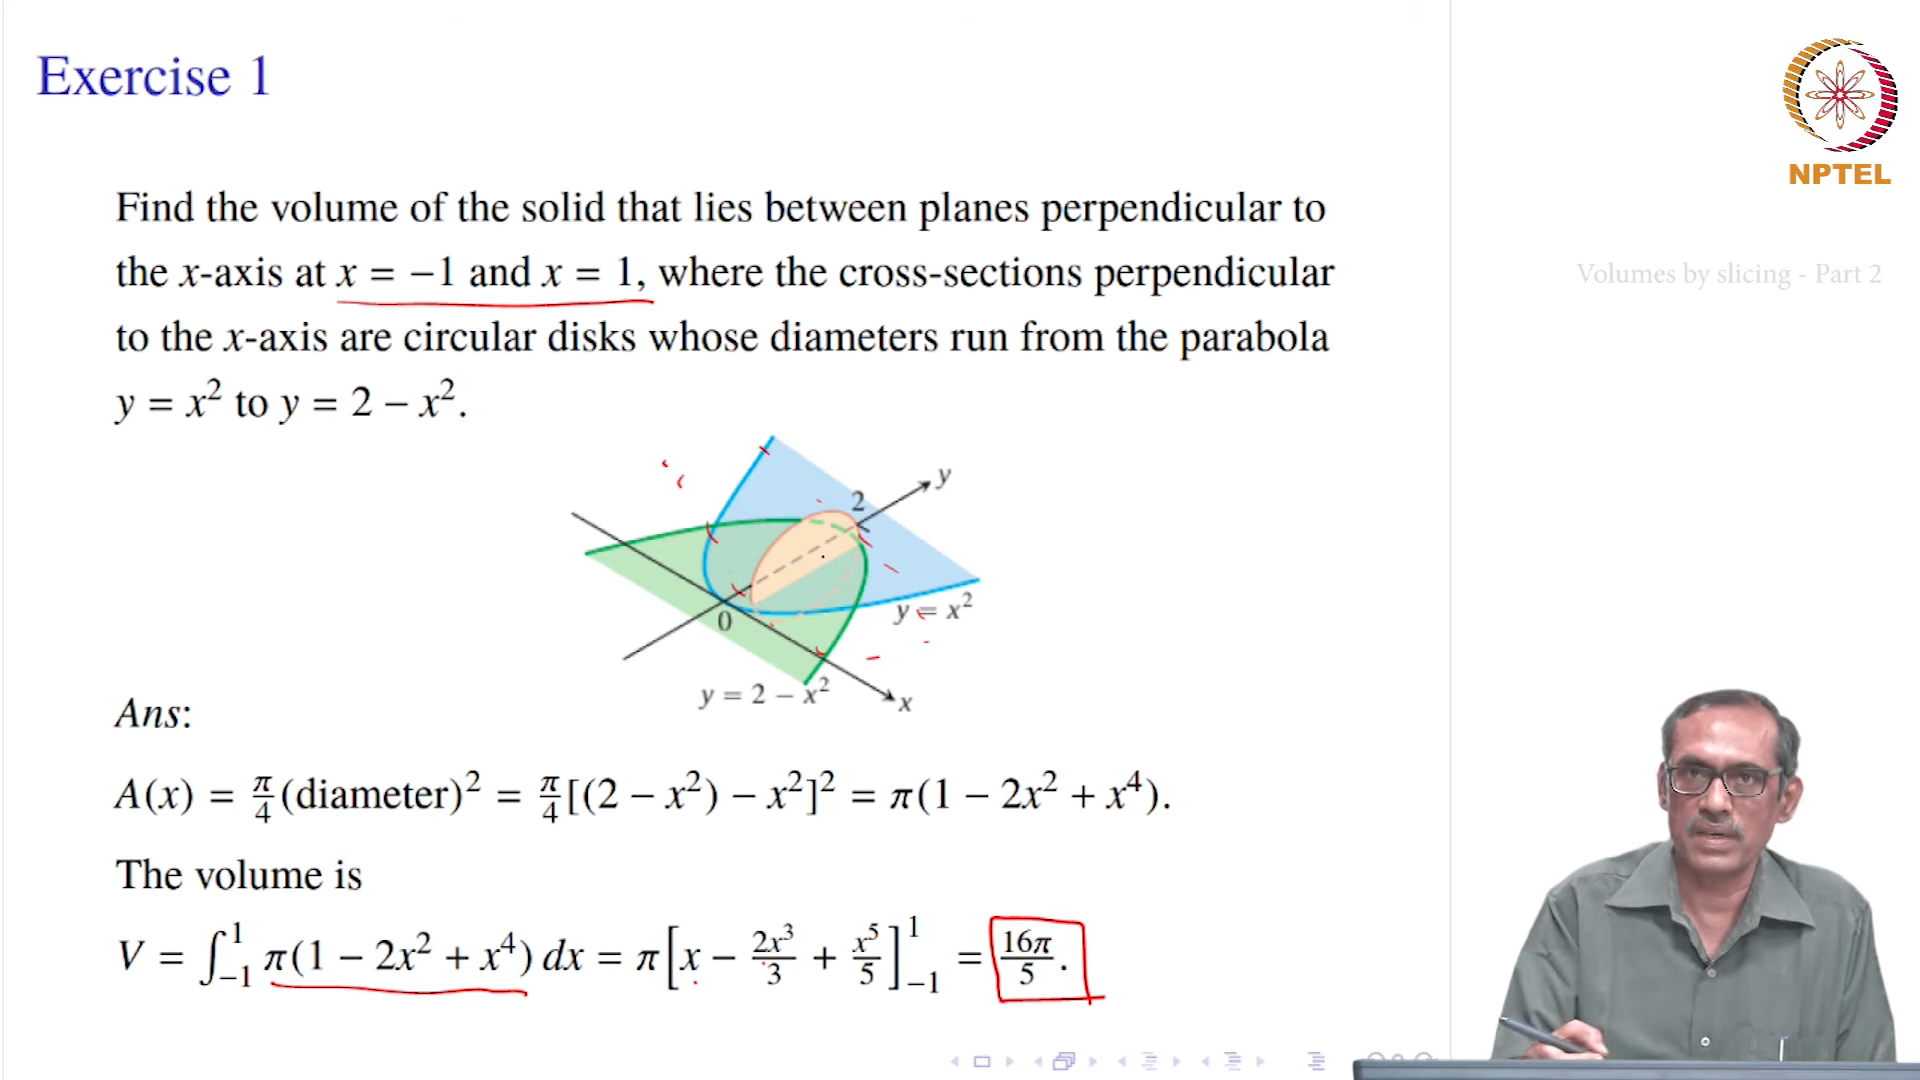 Exercise 1
NPTEL
Volumes by slicing - Part 2
Find the volume of the solid that lies between planes perpendicular to
the x-axis at x = −1 and x = 1, where the cross-sections perpendicular
to the x-axis are circular disks whose diameters run from the parabola
y = x² to y = 2 − x².
y
2
0
y = x²
y = 2 − x²
x
Ans:
A(x) = π/4 (diameter)² = π/4 [(2 − x²) − x²]² = π(1 − 2x² + x⁴).
The volume is
V = ∫₋₁¹ π(1 − 2x² + x⁴) dx = π[x − 2x³/3 + x⁵/5]₋₁¹ = 16π/5.